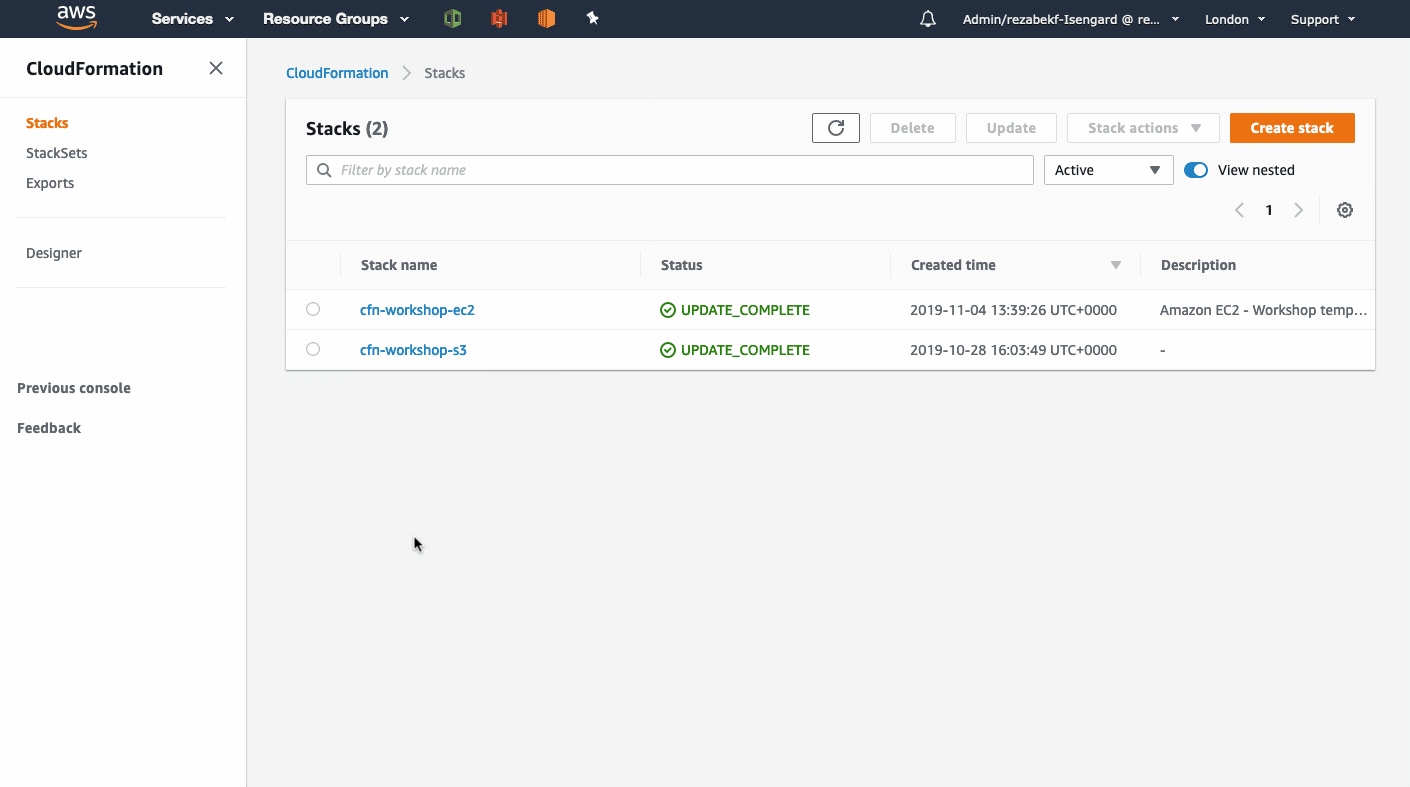 aws Services Resource Groups Admin/rezabekf-Isengard @ re... London Support
CloudFormation
Stacks
StackSets
Exports
Designer
Previous console
Feedback
CloudFormation Stacks
Stacks (2) Delete Update Stack actions Create stack
Filter by stack name Active View nested
1
Stack name Status Created time Description
cfn-workshop-ec2 UPDATE_COMPLETE 2019-11-04 13:39:26 UTC+0000 Amazon EC2 - Workshop temp...
cfn-workshop-s3 UPDATE_COMPLETE 2019-10-28 16:03:49 UTC+0000 -